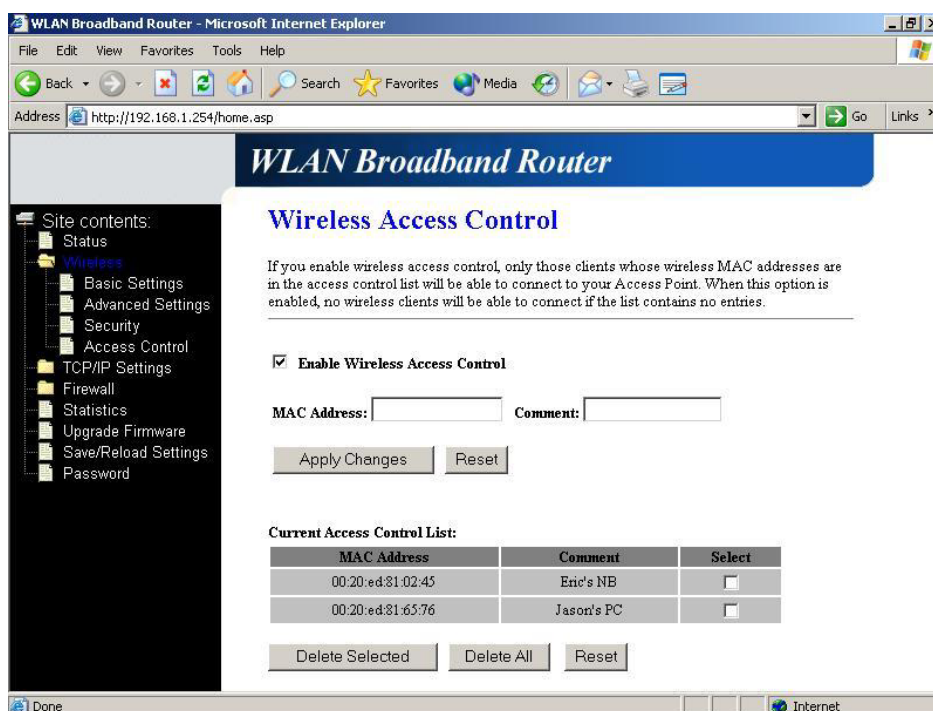 WLAN Broadband Router - Microsoft Internet Explorer
File Edit View Favorites Tools Help
Back Search Favorites Media
Address http://192.168.1.254/home.asp Go Links
WLAN Broadband Router
Site contents:
Status
Wireless
Basic Settings
Advanced Settings
Security
Access Control
TCP/IP Settings
Firewall
Statistics
Upgrade Firmware
Save/Reload Settings
Password
Wireless Access Control
If you enable wireless access control, only those clients whose wireless MAC addresses are
in the access control list will be able to connect to your Access Point. When this option is
enabled, no wireless clients will be able to connect if the list contains no entries.
Enable Wireless Access Control
MAC Address: Comment:
Apply Changes Reset
Current Access Control List:
MAC Address Comment Select
00:20:ed:81:02:45 Eric's NB
00:20:ed:81:65:76 Jason's PC
Delete Selected Delete All Reset
Done Internet